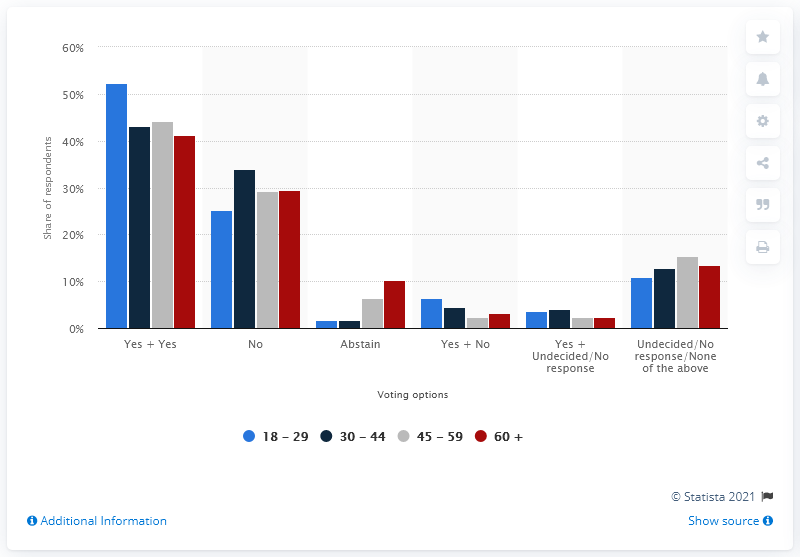 60%
50%
40%
30%
20%
10%
0%
Share of respondents
Yes + Yes
No
Abstain
Yes + No
Yes +
Undecided/No
response
Undecided/No
response/None
of the above
Voting options
18 – 29
30 – 44
45 – 59
60 +
© Statista 2021
Additional Information
Show source